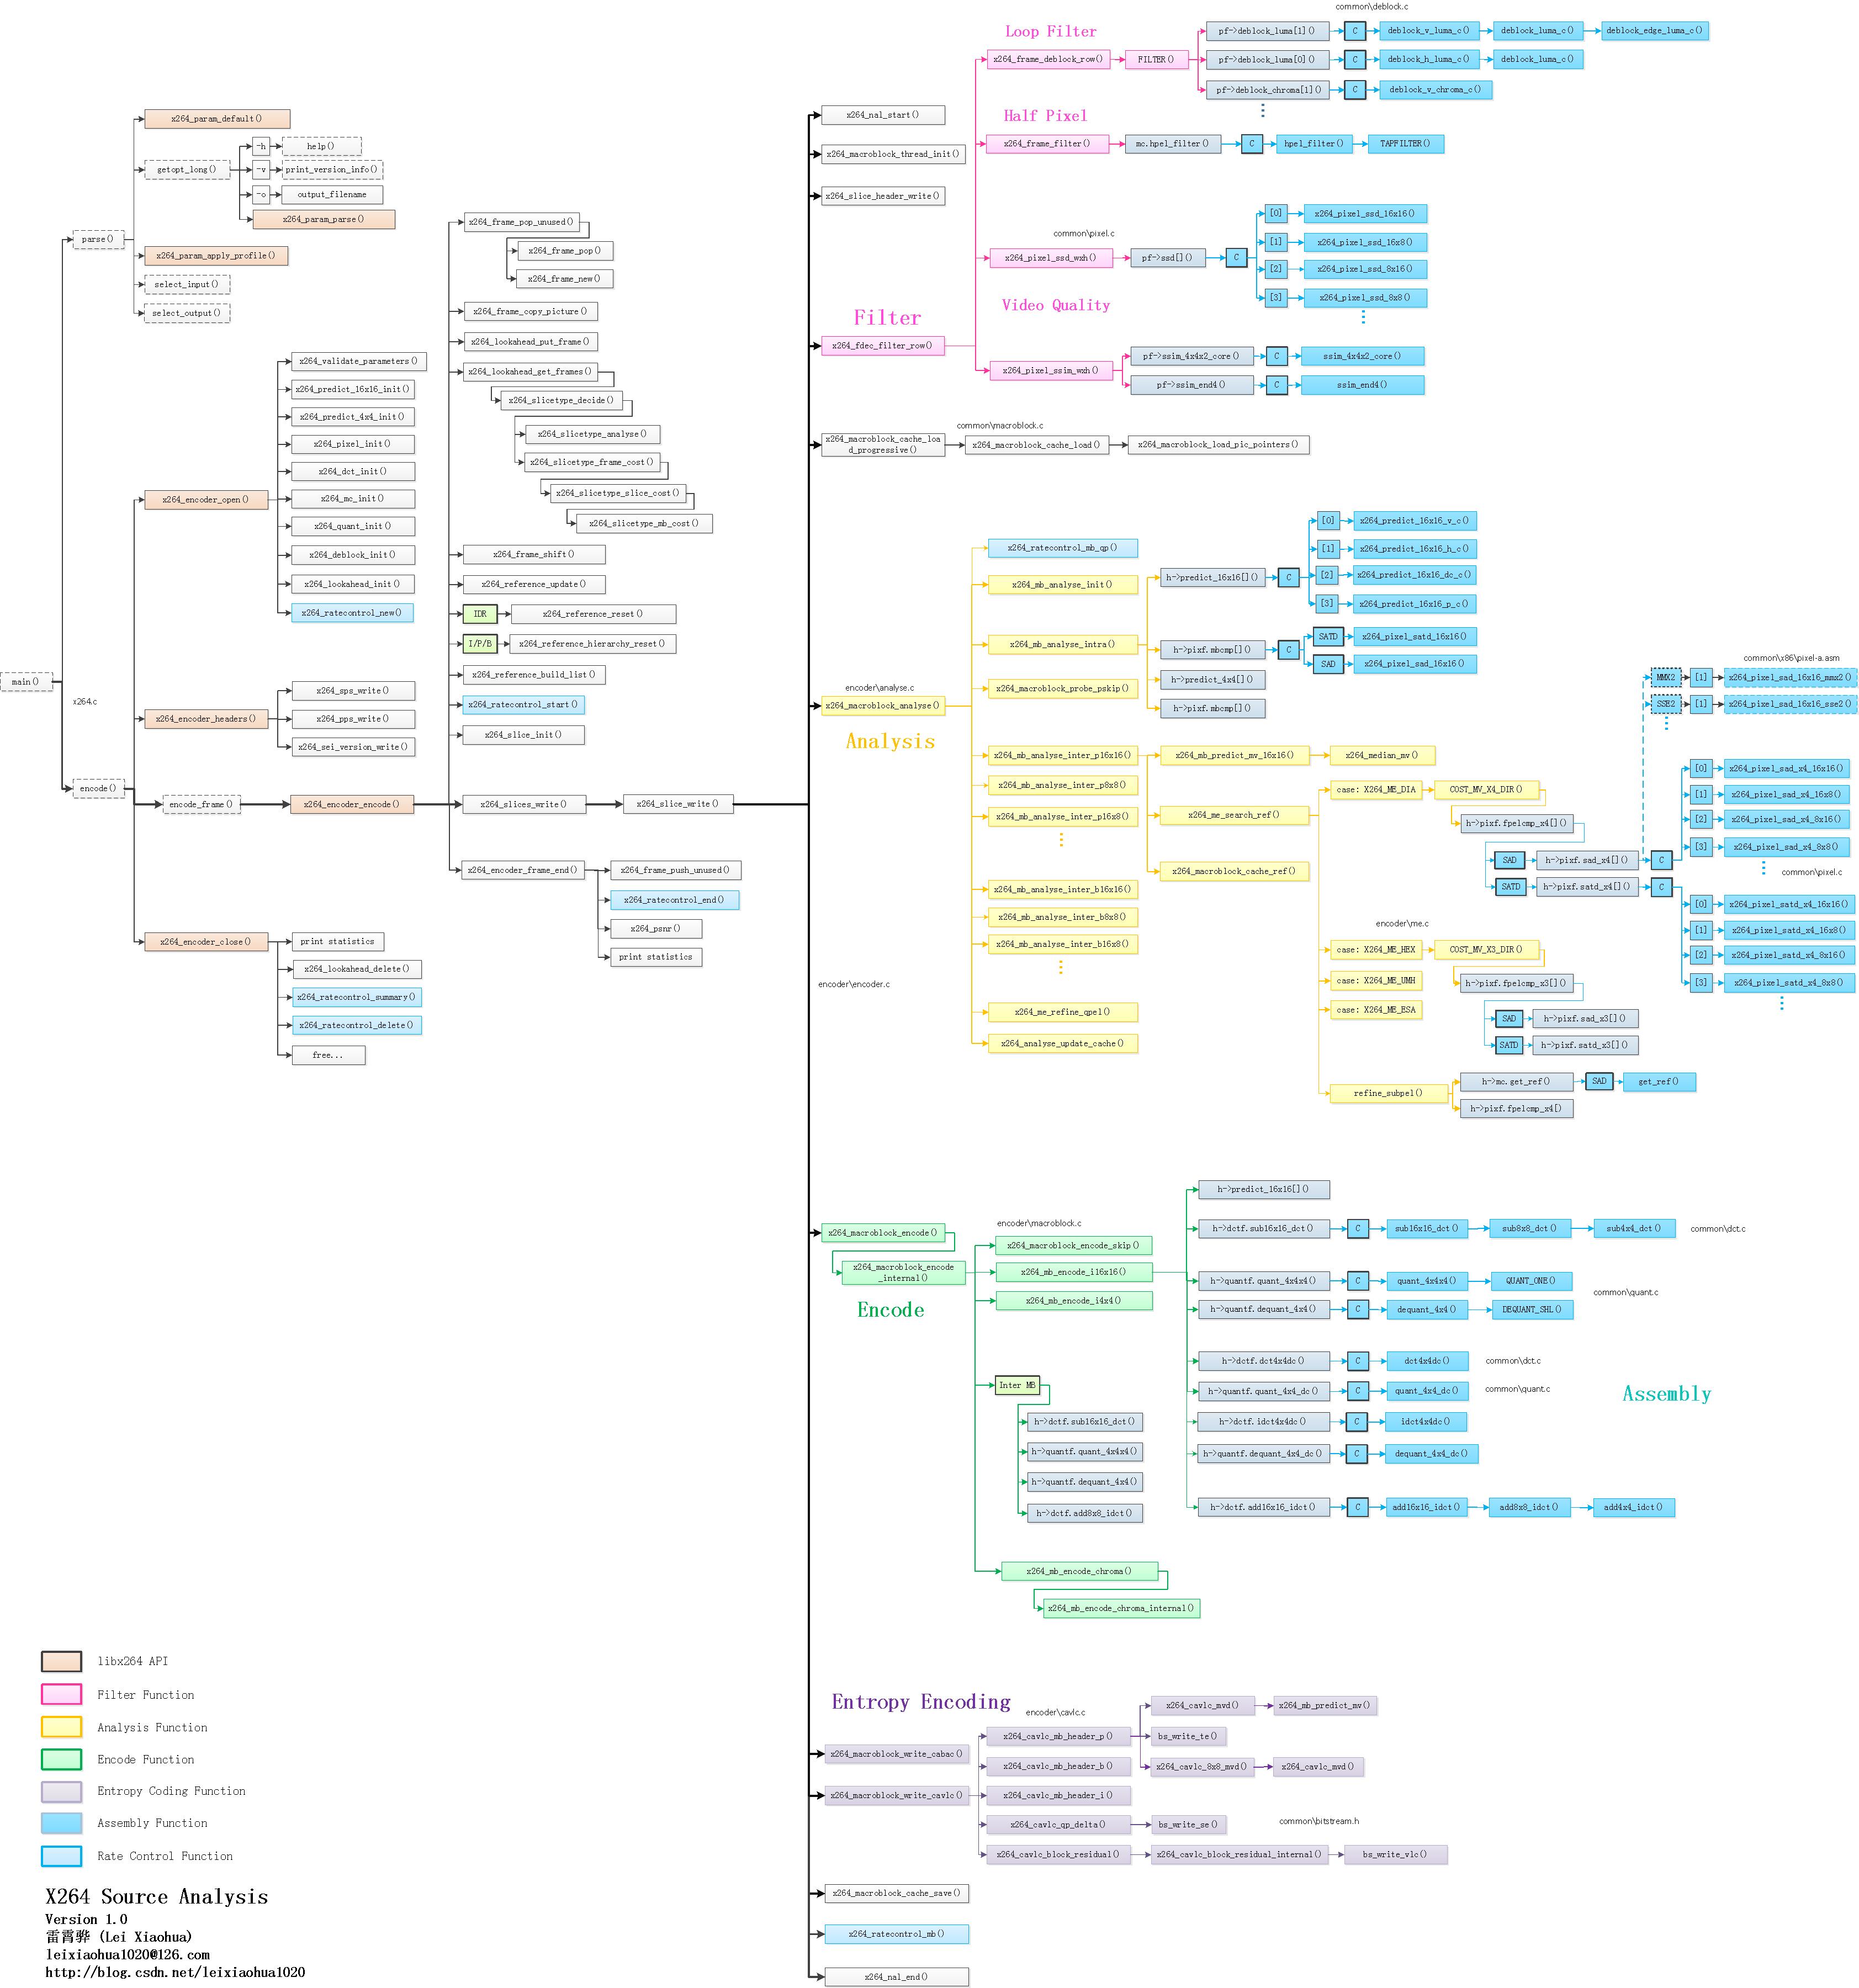 main()
x264.c
parse()
x264_param_default()
getopt_long()
-h
help()
-v
print_version_info()
-o
output_filename
x264_param_parse()
x264_param_apply_profile()
select_input()
select_output()
encode()
x264_encoder_open()
x264_validate_parameters()
x264_predict_16x16_init()
x264_predict_4x4_init()
x264_pixel_init()
x264_dct_init()
x264_mc_init()
x264_quant_init()
x264_deblock_init()
x264_lookahead_init()
x264_ratecontrol_new()
x264_encoder_headers()
x264_sps_write()
x264_pps_write()
x264_sei_version_write()
encode_frame()
x264_encoder_encode()
x264_encoder_close()
print statistics
x264_lookahead_delete()
x264_ratecontrol_summary()
x264_ratecontrol_delete()
free...
x264_frame_pop_unused()
x264_frame_pop()
x264_frame_new()
x264_frame_copy_picture()
x264_lookahead_put_frame()
x264_lookahead_get_frames()
x264_slicetype_decide()
x264_slicetype_analyse()
x264_slicetype_frame_cost()
x264_slicetype_slice_cost()
x264_slicetype_mb_cost()
x264_frame_shift()
x264_reference_update()
IDR
x264_reference_reset()
I/P/B
x264_reference_hierarchy_reset()
x264_reference_build_list()
x264_ratecontrol_start()
x264_slice_init()
x264_slices_write()
x264_slice_write()
x264_encoder_frame_end()
x264_frame_push_unused()
x264_ratecontrol_end()
x264_psnr()
print statistics
encoder\encoder.c
x264_nal_start()
x264_macroblock_thread_init()
x264_slice_header_write()
Filter
x264_fdec_filter_row()
Loop Filter
common\deblock.c
x264_frame_deblock_row()
FILTER()
pf->deblock_luma[1]()
C
deblock_v_luma_c()
deblock_luma_c()
deblock_edge_luma_c()
pf->deblock_luma[0]()
C
deblock_h_luma_c()
deblock_luma_c()
pf->deblock_chroma[1]()
C
deblock_v_chroma_c()
Half Pixel
x264_frame_filter()
mc.hpel_filter()
C
hpel_filter()
TAPFILTER()
common\pixel.c
x264_pixel_ssd_wxh()
pf->ssd[]()
C
[0]
x264_pixel_ssd_16x16()
[1]
x264_pixel_ssd_16x8()
[2]
x264_pixel_ssd_8x16()
[3]
x264_pixel_ssd_8x8()
Video Quality
x264_pixel_ssim_wxh()
pf->ssim_4x4x2_core()
C
ssim_4x4x2_core()
pf->ssim_end4()
C
ssim_end4()
common\macroblock.c
x264_macroblock_cache_loa
d_progressive()
x264_macroblock_cache_load()
x264_macroblock_load_pic_pointers()
encoder\analyse.c
x264_macroblock_analyse()
Analysis
x264_ratecontrol_mb_qp()
x264_mb_analyse_init()
x264_mb_analyse_intra()
h->predict_16x16[]()
C
[0]
x264_predict_16x16_v_c()
[1]
x264_predict_16x16_h_c()
[2]
x264_predict_16x16_dc_c()
[3]
x264_predict_16x16_p_c()
h->pixf.mbcmp[]()
C
SATD
x264_pixel_satd_16x16()
SAD
x264_pixel_sad_16x16()
h->predict_4x4[]()
h->pixf.mbcmp[]()
x264_macroblock_probe_pskip()
x264_mb_analyse_inter_p16x16()
x264_mb_analyse_inter_p8x8()
x264_mb_analyse_inter_p16x8()
x264_mb_analyse_inter_b16x16()
x264_mb_analyse_inter_b8x8()
x264_mb_analyse_inter_b16x8()
x264_me_refine_qpel()
x264_analyse_update_cache()
x264_mb_predict_mv_16x16()
x264_median_mv()
x264_me_search_ref()
x264_macroblock_cache_ref()
case: X264_ME_DIA
COST_MV_X4_DIR()
h->pixf.fpelcmp_x4[]()
SAD
h->pixf.sad_x4[]()
C
SATD
h->pixf.satd_x4[]()
C
common\x86\pixel-a.asm
MMX2
[1]
x264_pixel_sad_16x16_mmx2()
SSE2
[1]
x264_pixel_sad_16x16_sse2()
[0]
x264_pixel_sad_x4_16x16()
[1]
x264_pixel_sad_x4_16x8()
[2]
x264_pixel_sad_x4_8x16()
[3]
x264_pixel_sad_x4_8x8()
common\pixel.c
[0]
x264_pixel_satd_x4_16x16()
[1]
x264_pixel_satd_x4_16x8()
[2]
x264_pixel_satd_x4_8x16()
[3]
x264_pixel_satd_x4_8x8()
encoder\me.c
case: X264_ME_HEX
COST_MV_X3_DIR()
h->pixf.fpelcmp_x3[]()
case: X264_ME_UMH
case: X264_ME_ESA
SAD
h->pixf.sad_x3[]()
SATD
h->pixf.satd_x3[]()
refine_subpel()
h->mc.get_ref()
SAD
get_ref()
h->pixf.fpelcmp_x4[)
x264_macroblock_encode()
x264_macroblock_encode
_internal()
Encode
encoder\macroblock.c
x264_macroblock_encode_skip()
x264_mb_encode_i16x16()
x264_mb_encode_i4x4()
Inter MB
h->dctf.sub16x16_dct()
h->quantf.quant_4x4x4()
h->quantf.dequant_4x4()
h->dctf.add8x8_idct()
x264_mb_encode_chroma()
x264_mb_encode_chroma_internal()
h->predict_16x16[]()
h->dctf.sub16x16_dct()
C
sub16x16_dct()
sub8x8_dct()
sub4x4_dct()
common\dct.c
h->quantf.quant_4x4x4()
C
quant_4x4x4()
QUANT_ONE()
common\quant.c
h->quantf.dequant_4x4()
C
dequant_4x4()
DEQUANT_SHL()
h->dctf.dct4x4dc()
C
dct4x4dc()
common\dct.c
h->quantf.quant_4x4_dc()
C
quant_4x4_dc()
common\quant.c
Assembly
h->dctf.idct4x4dc()
C
idct4x4dc()
h->quantf.dequant_4x4_dc()
C
dequant_4x4_dc()
h->dctf.add16x16_idct()
C
add16x16_idct()
add8x8_idct()
add4x4_idct()
Entropy Encoding
encoder\cavlc.c
x264_macroblock_write_cabac()
x264_macroblock_write_cavlc()
x264_cavlc_mb_header_p()
x264_cavlc_mvd()
x264_mb_predict_mv()
bs_write_te()
x264_cavlc_8x8_mvd()
x264_cavlc_mvd()
x264_cavlc_mb_header_b()
x264_cavlc_mb_header_i()
x264_cavlc_qp_delta()
bs_write_se()
common\bitstream.h
x264_cavlc_block_residual()
x264_cavlc_block_residual_internal()
bs_write_vlc()
x264_macroblock_cache_save()
x264_ratecontrol_mb()
x264_nal_end()
libx264 API
Filter Function
Analysis Function
Encode Function
Entropy Coding Function
Assembly Function
Rate Control Function
X264 Source Analysis
Version 1.0
雷霄骅 (Lei Xiaohua)
leixiaohua1020@126.com
http://blog.csdn.net/leixiaohua1020